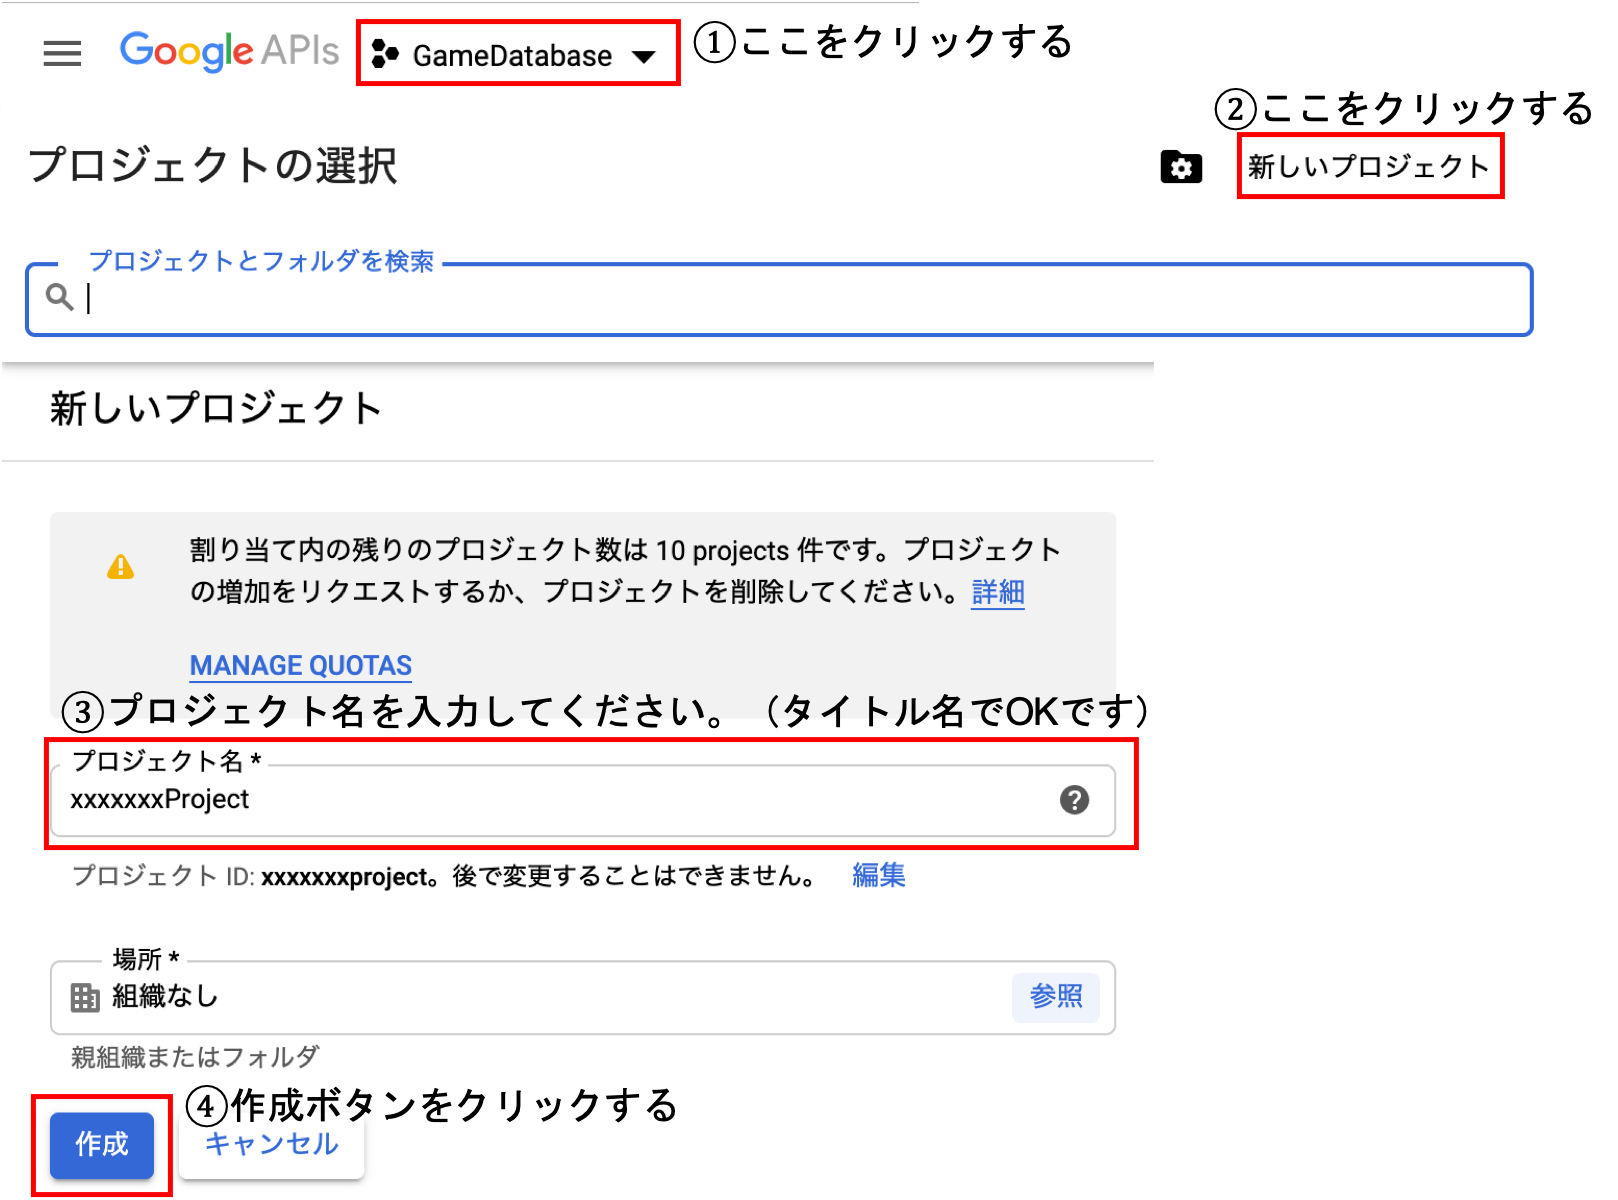 Google APIs GameDatabase ①ここをクリックする
②ここをクリックする
プロジェクトの選択 新しいプロジェクト
プロジェクトとフォルダを検索
新しいプロジェクト
割り当て内の残りのプロジェクト数は 10 projects 件です。プロジェクト
の増加をリクエストするか、プロジェクトを削除してください。詳細
MANAGE QUOTAS
③プロジェクト名を入力してください。（タイトル名でOKです）
プロジェクト名 *
xxxxxxxProject
プロジェクト ID: xxxxxxxproject。後で変更することはできません。 編集
場所 *
組織なし 参照
親組織またはフォルダ
④作成ボタンをクリックする
作成 キャンセル